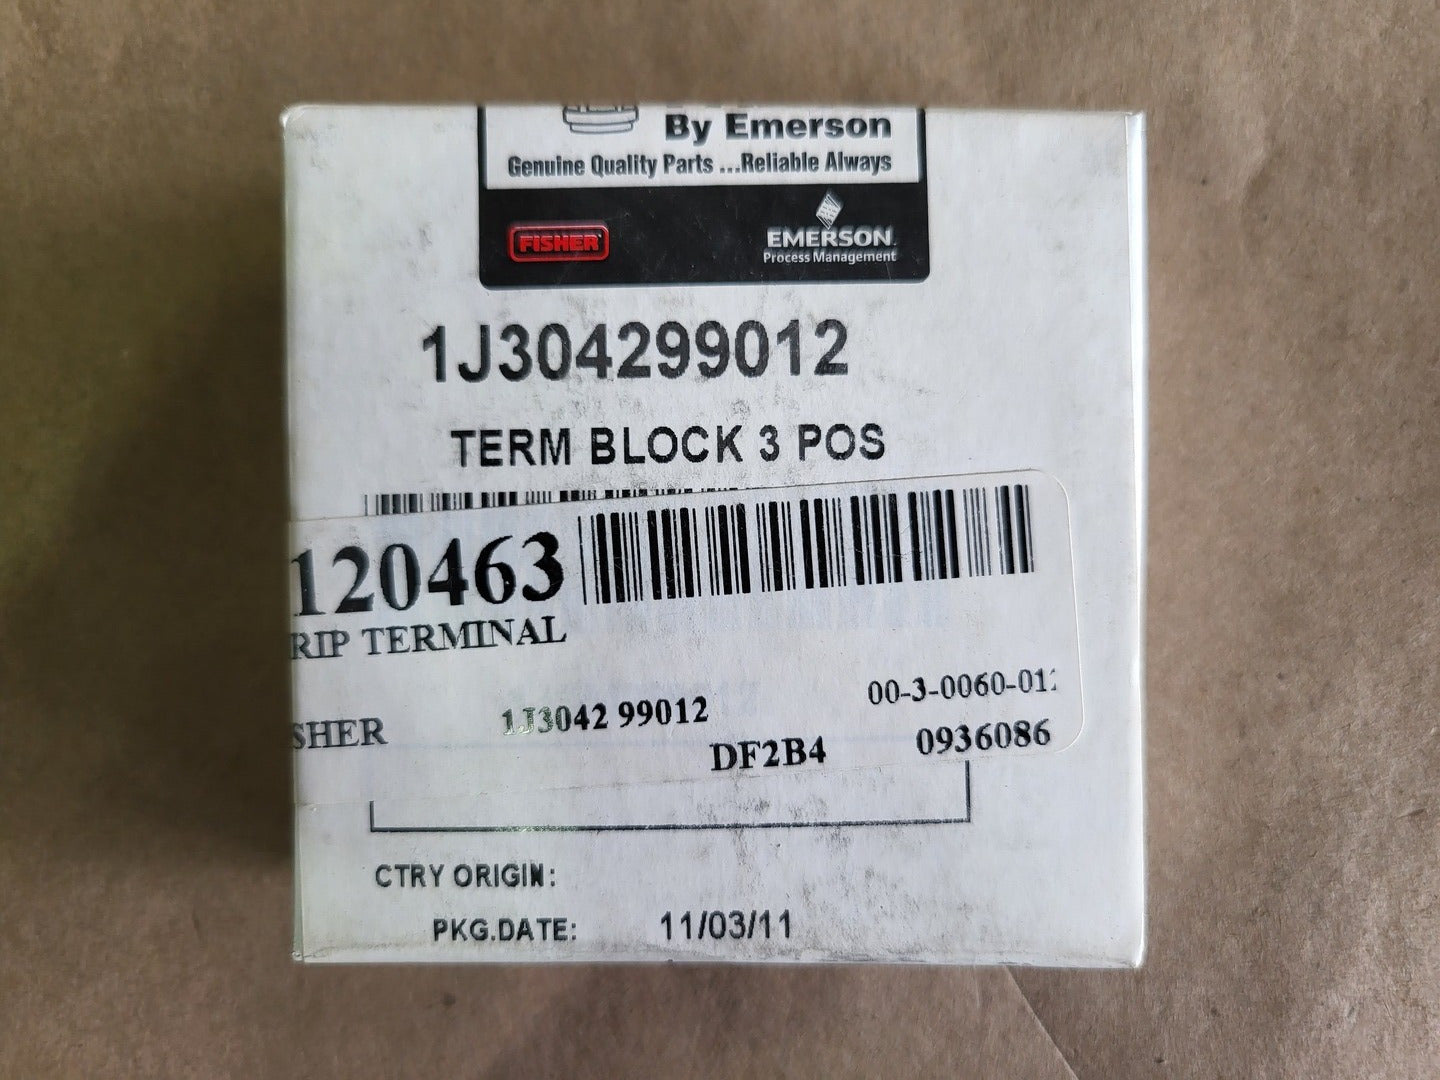 By Emerson
Genuine Quality Parts ...Reliable Always
FISHER
EMERSON
Process Management
1J304299012
TERM BLOCK 3 POS
120463
RIP TERMINAL
00-3-0060-01
SHER
1J3042 99012
DF2B4
0936086
CTRY ORIGIN:
PKG.DATE: 11/03/11